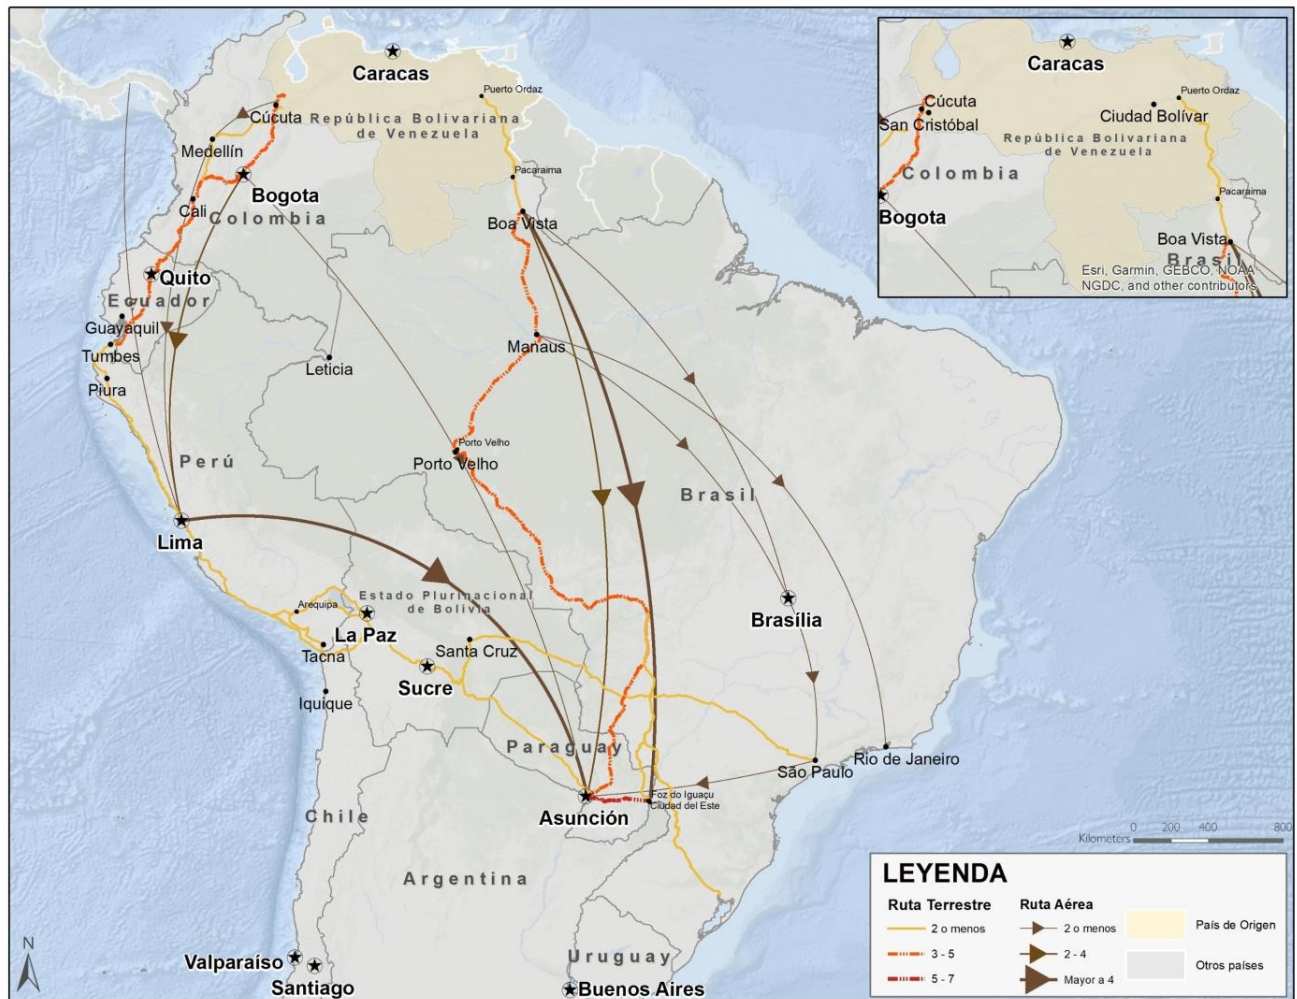 Caracas
Puerto Ordaz
Cúcuta
República Bolivariana
de Venezuela
Medellín
Bogota
Pacaraima
Cali
Colombia
Boa Vista
Quito
Ecuador
Guayaquil
Tumbes
Manaus
Leticia
Piura
Porto Velho
Porto Velho
Perú
Brasil
Lima
Estado Plurinacional
de Bolivia
Arequipa
La Paz
Brasília
Santa Cruz
Tacna
Sucre
Iquique
Paraguay
Rio de Janeiro
São Paulo
Foz do Iguaçu
Ciudad del Este
Asunción
Chile
Argentina
Uruguay
Valparaíso
Santiago
Buenos Aires
N
Caracas
Puerto Ordaz
Cúcuta
Ciudad Bolívar
San Cristóbal
República Bolivariana
de Venezuela
Colombia
Pacaraima
Bogota
Boa Vista
Brasil
Esri, Garmin, GEBCO, NOAA
NGDC, and other contributors
0 200 400 800
Kilometers
LEYENDA
Ruta Terrestre
2 o menos
3 - 5
5 - 7
Ruta Aérea
2 o menos
2 - 4
Mayor a 4
País de Origen
Otros países